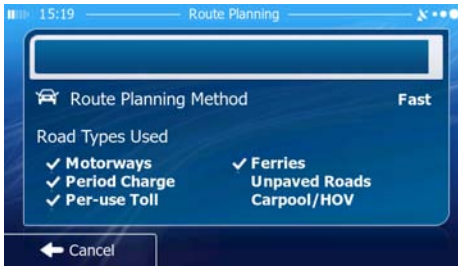 15:19 Route Planning
Route Planning Method Fast
Road Types Used
Motorways Ferries
Period Charge Unpaved Roads
Per-use Toll Carpool/HOV
Cancel